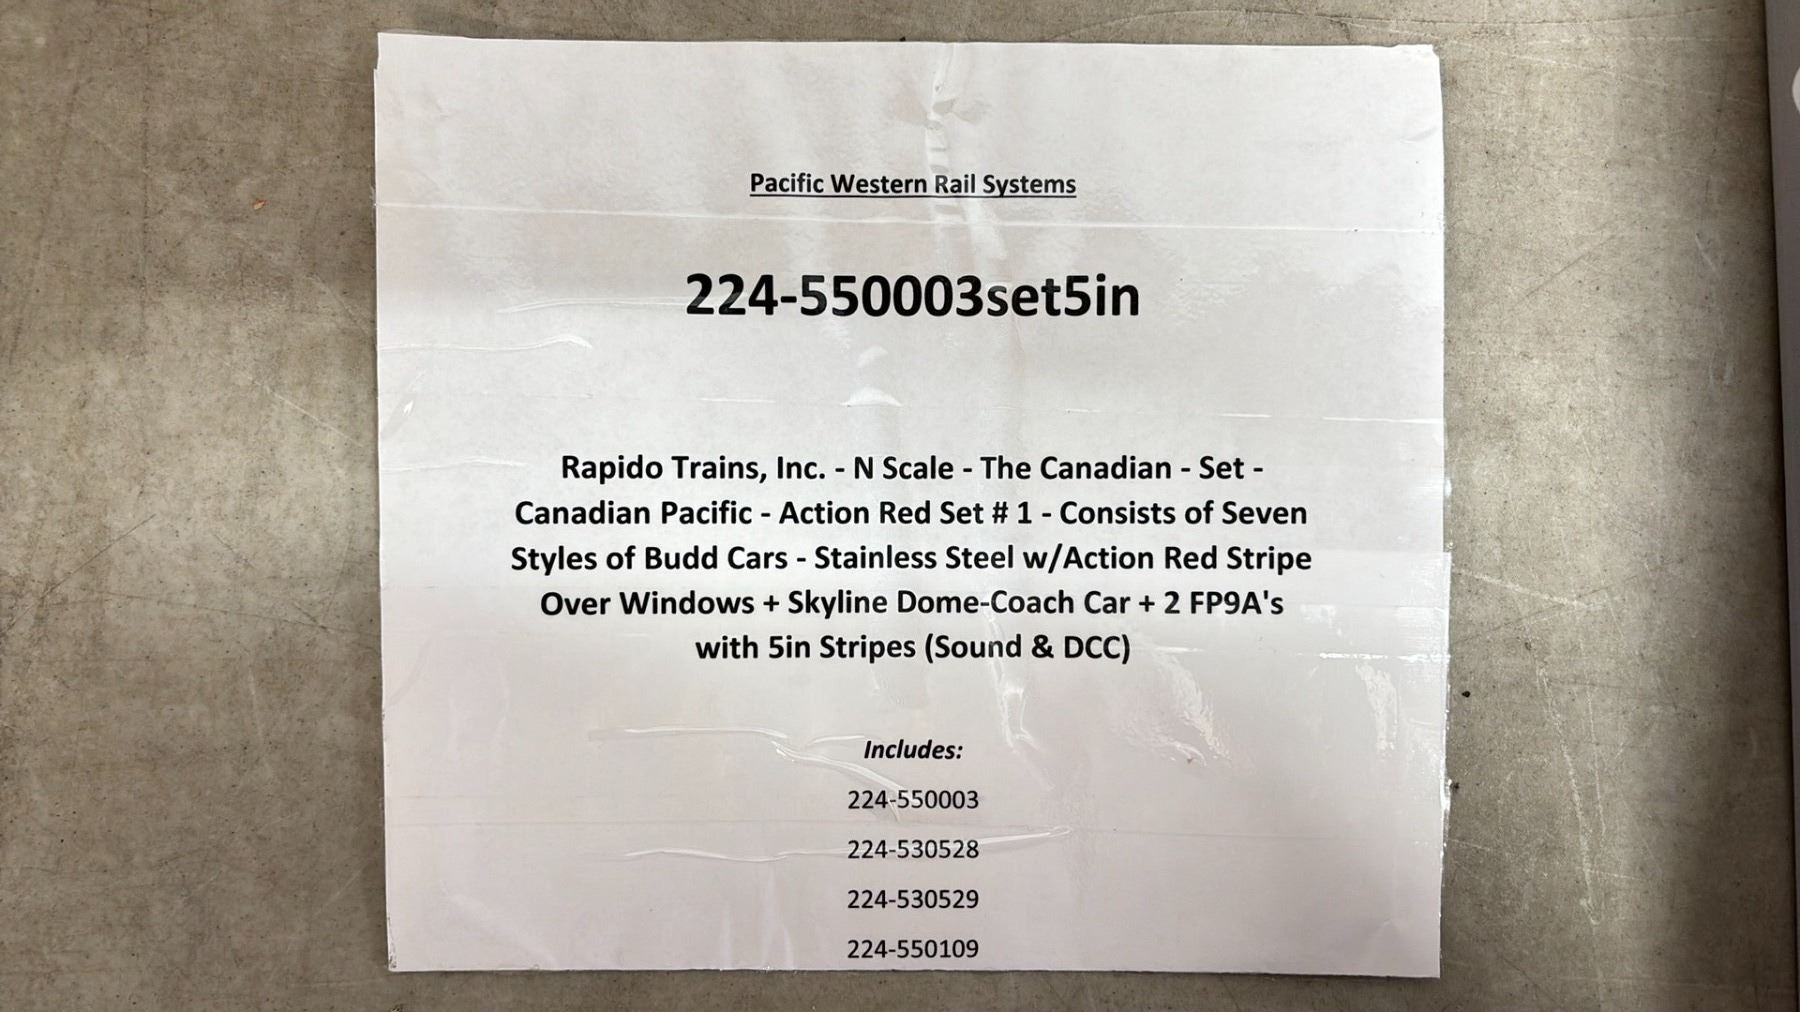 Pacific Western Rail Systems
224-550003set5in
Rapido Trains, Inc. - N Scale - The Canadian - Set -
Canadian Pacific - Action Red Set # 1 - Consists of Seven
Styles of Budd Cars - Stainless Steel w/Action Red Stripe
Over Windows + Skyline Dome-Coach Car + 2 FP9A's
with 5in Stripes (Sound & DCC)
Includes:
224-550003
224-530528
224-530529
224-550109